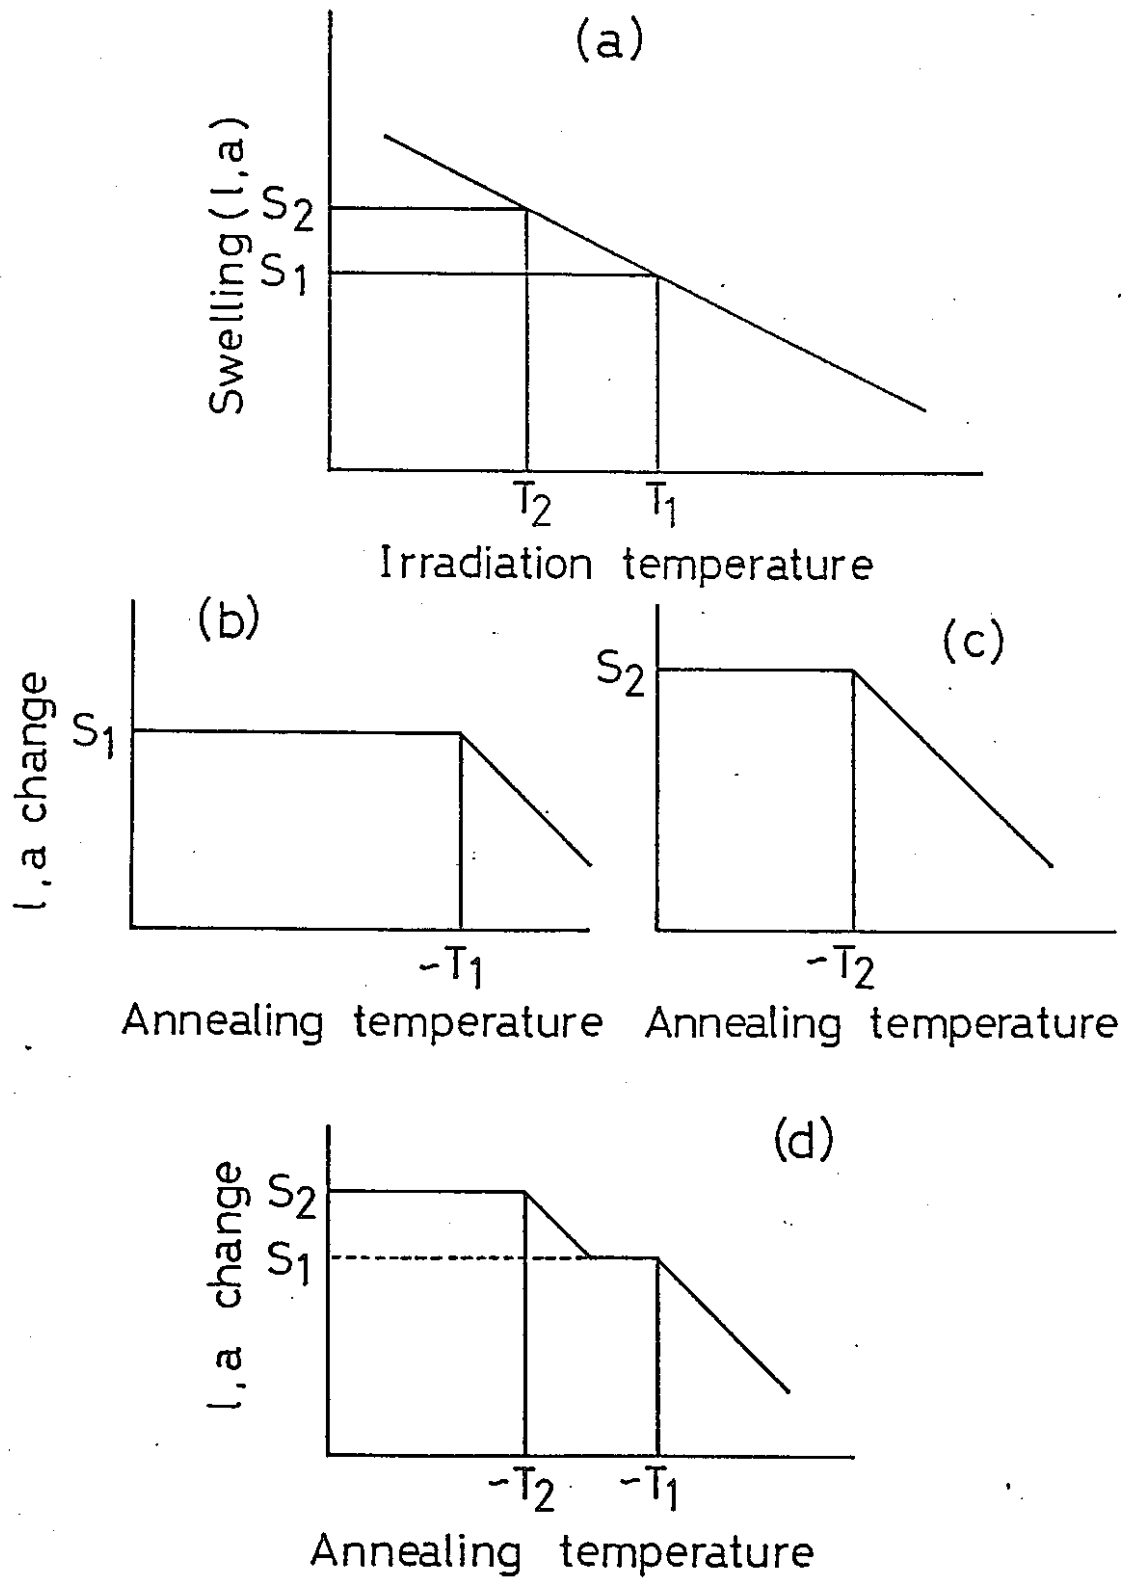 (a)
Swelling (l,a)
S2
S1
T2
T1
Irradiation temperature
(b)
l,a change
S1
~T1
Annealing temperature
(c)
S2
~T2
Annealing temperature
(d)
l,a change
S2
S1
~T2
~T1
Annealing temperature